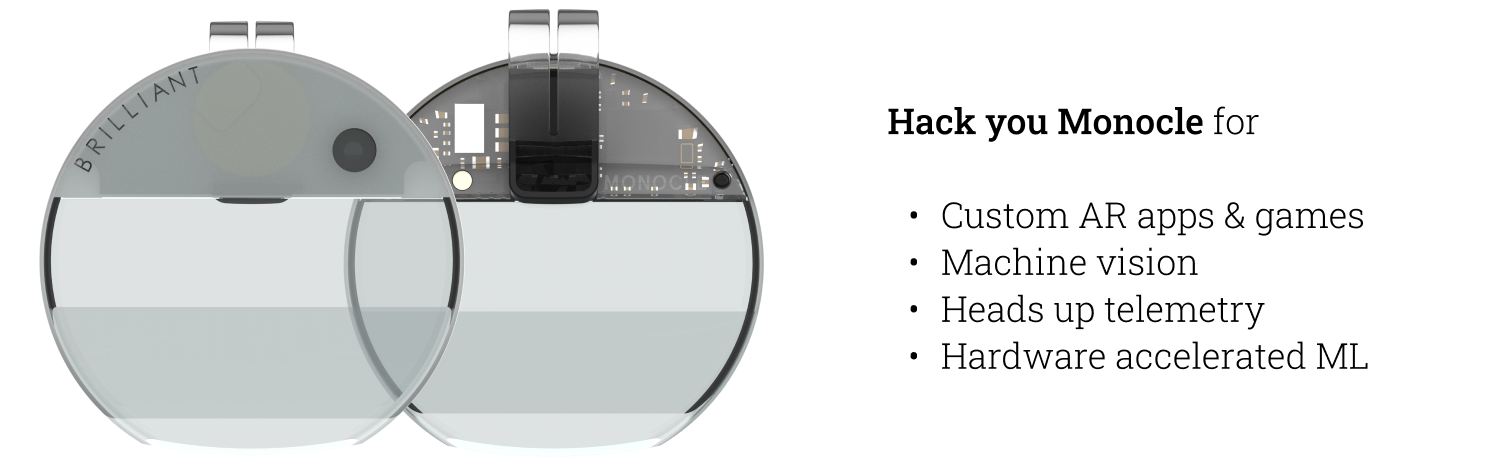 BRILLIANT
MONOC
Hack you Monocle for
• Custom AR apps & games
• Machine vision
• Heads up telemetry
• Hardware accelerated ML